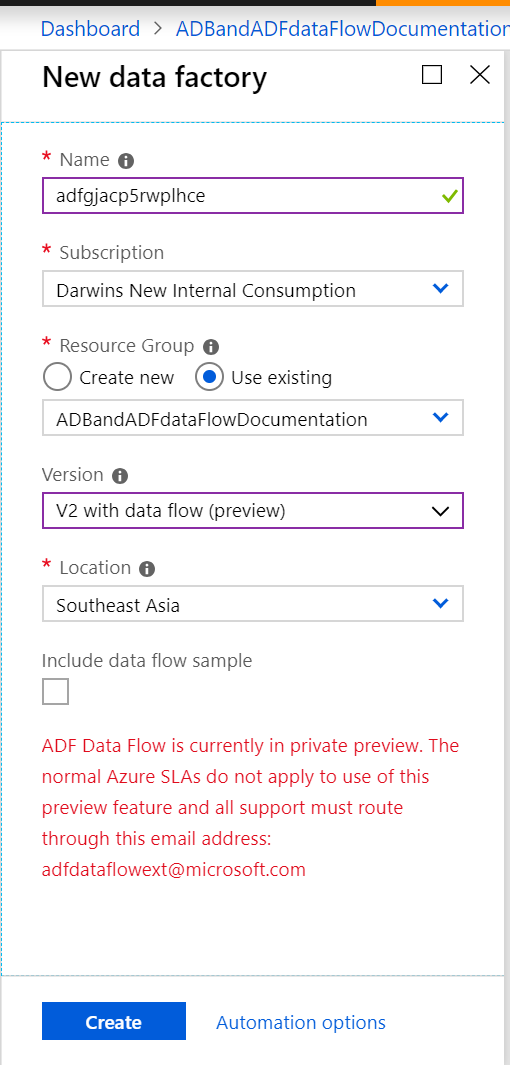 Dashboard > ADBandADFdataFlowDocumentation
New data factory
* Name
adfgjacp5rwplhce
* Subscription
Darwins New Internal Consumption
* Resource Group
Create new Use existing
ADBandADFdataFlowDocumentation
Version
V2 with data flow (preview)
* Location
Southeast Asia
Include data flow sample
ADF Data Flow is currently in private preview. The
normal Azure SLAs do not apply to use of this
preview feature and all support must route
through this email address:
adfdataflowext@microsoft.com
Create Automation options